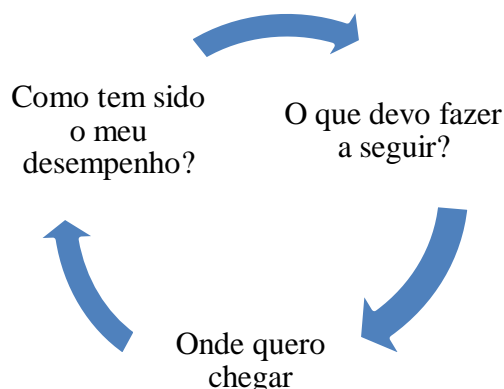 Como tem sido
o meu
desempenho?
O que devo fazer
a seguir?
Onde quero
chegar